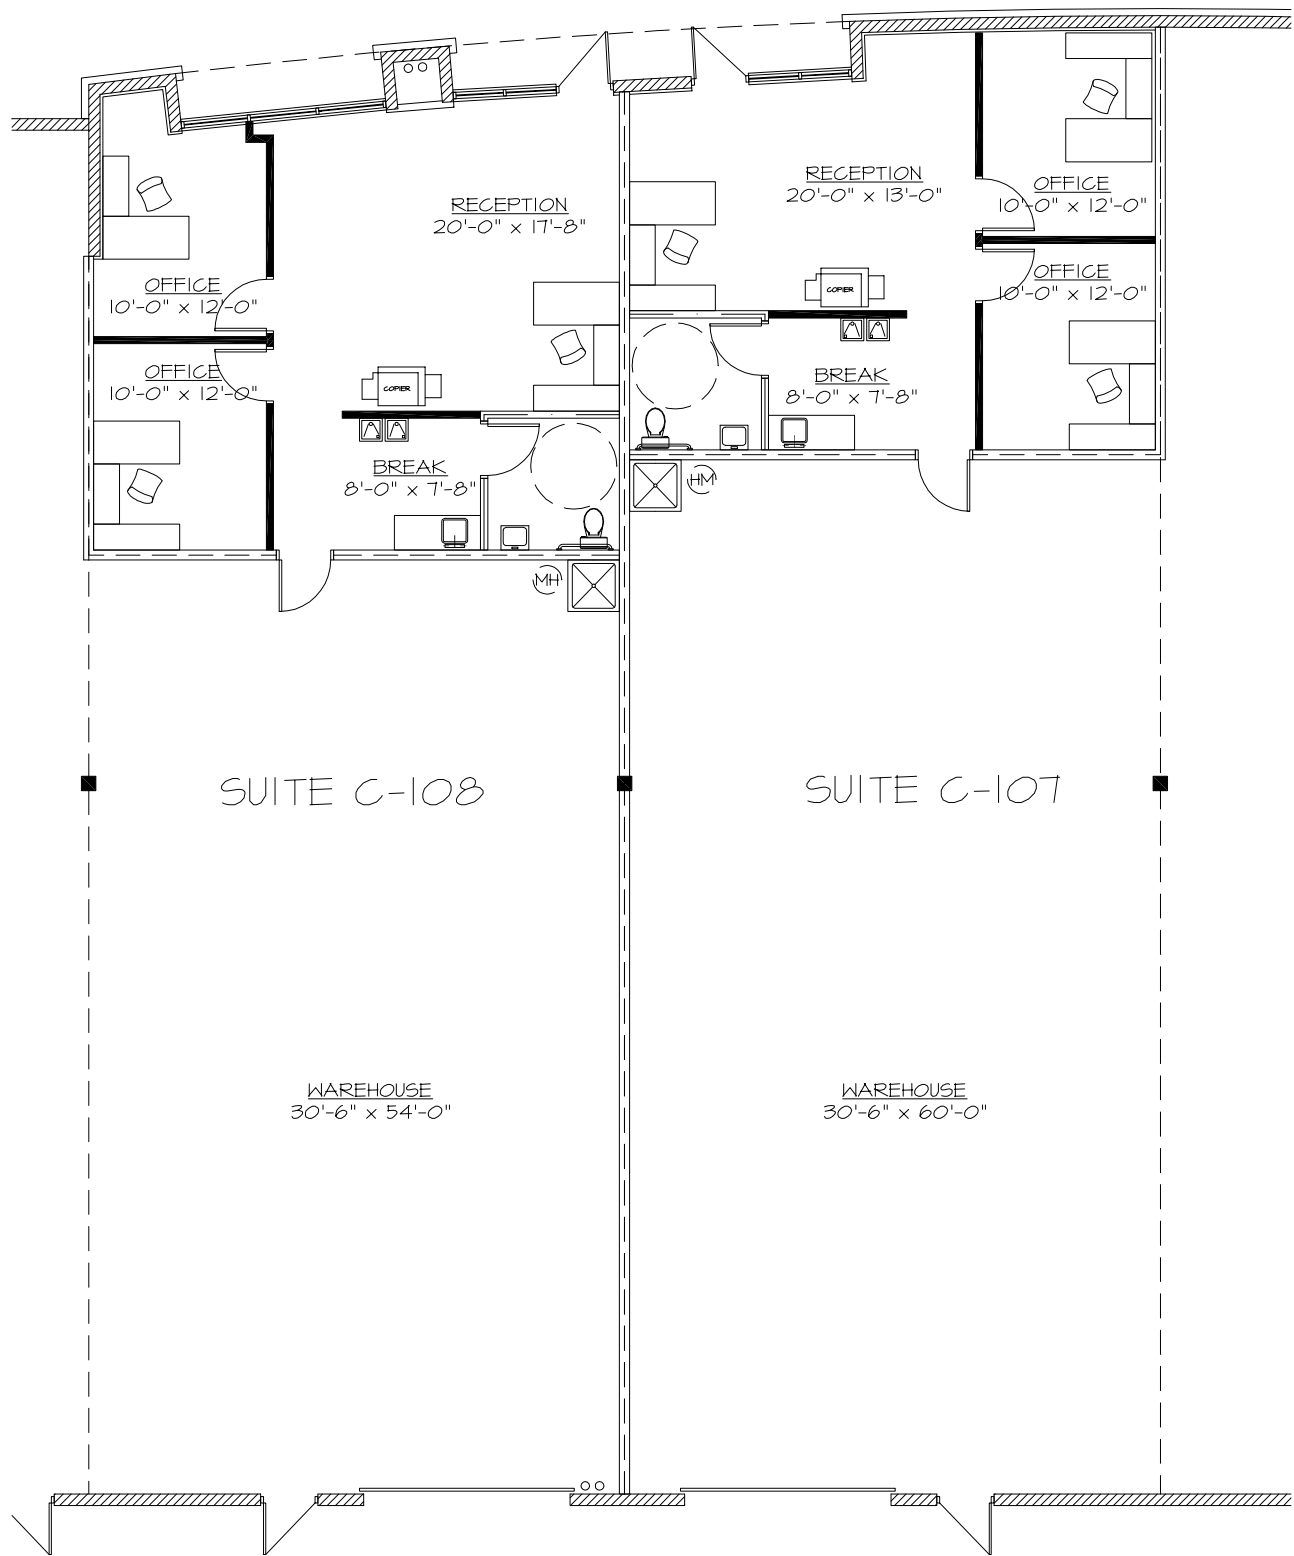 RECEPTION
20'-0" x 17'-8"
OFFICE
10'-0" x 12'-0"
OFFICE
10'-0" x 12'-0"
COPIER
BREAK
8'-0" x 7'-8"
MH
SUITE C-108
WAREHOUSE
30'-6" x 54'-0"
RECEPTION
20'-0" x 13'-0"
OFFICE
10'-0" x 12'-0"
OFFICE
10'-0" x 12'-0"
COPIER
BREAK
8'-0" x 7'-8"
HM
SUITE C-107
WAREHOUSE
30'-6" x 60'-0"